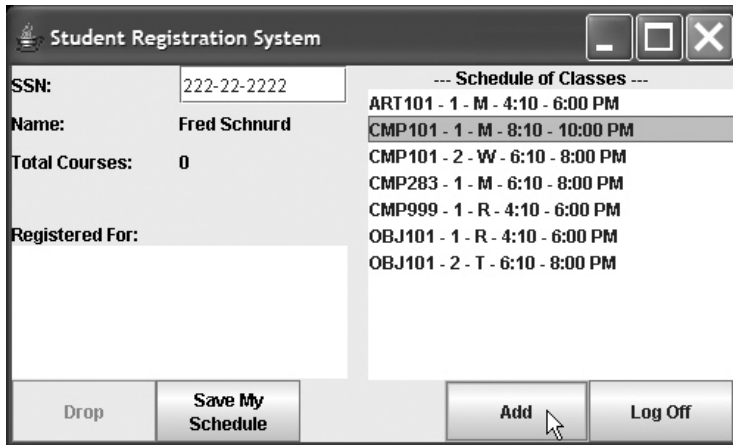 Student Registration System
SSN:
222-22-2222
Name:
Fred Schnurd
Total Courses:
0
Registered For:
--- Schedule of Classes ---
ART101 - 1 - M - 4:10 - 6:00 PM
CMP101 - 1 - M - 8:10 - 10:00 PM
CMP101 - 2 - W - 6:10 - 8:00 PM
CMP283 - 1 - M - 6:10 - 8:00 PM
CMP999 - 1 - R - 4:10 - 6:00 PM
OBJ101 - 1 - R - 4:10 - 6:00 PM
OBJ101 - 2 - T - 6:10 - 8:00 PM
Drop
Save My
Schedule
Add
Log Off